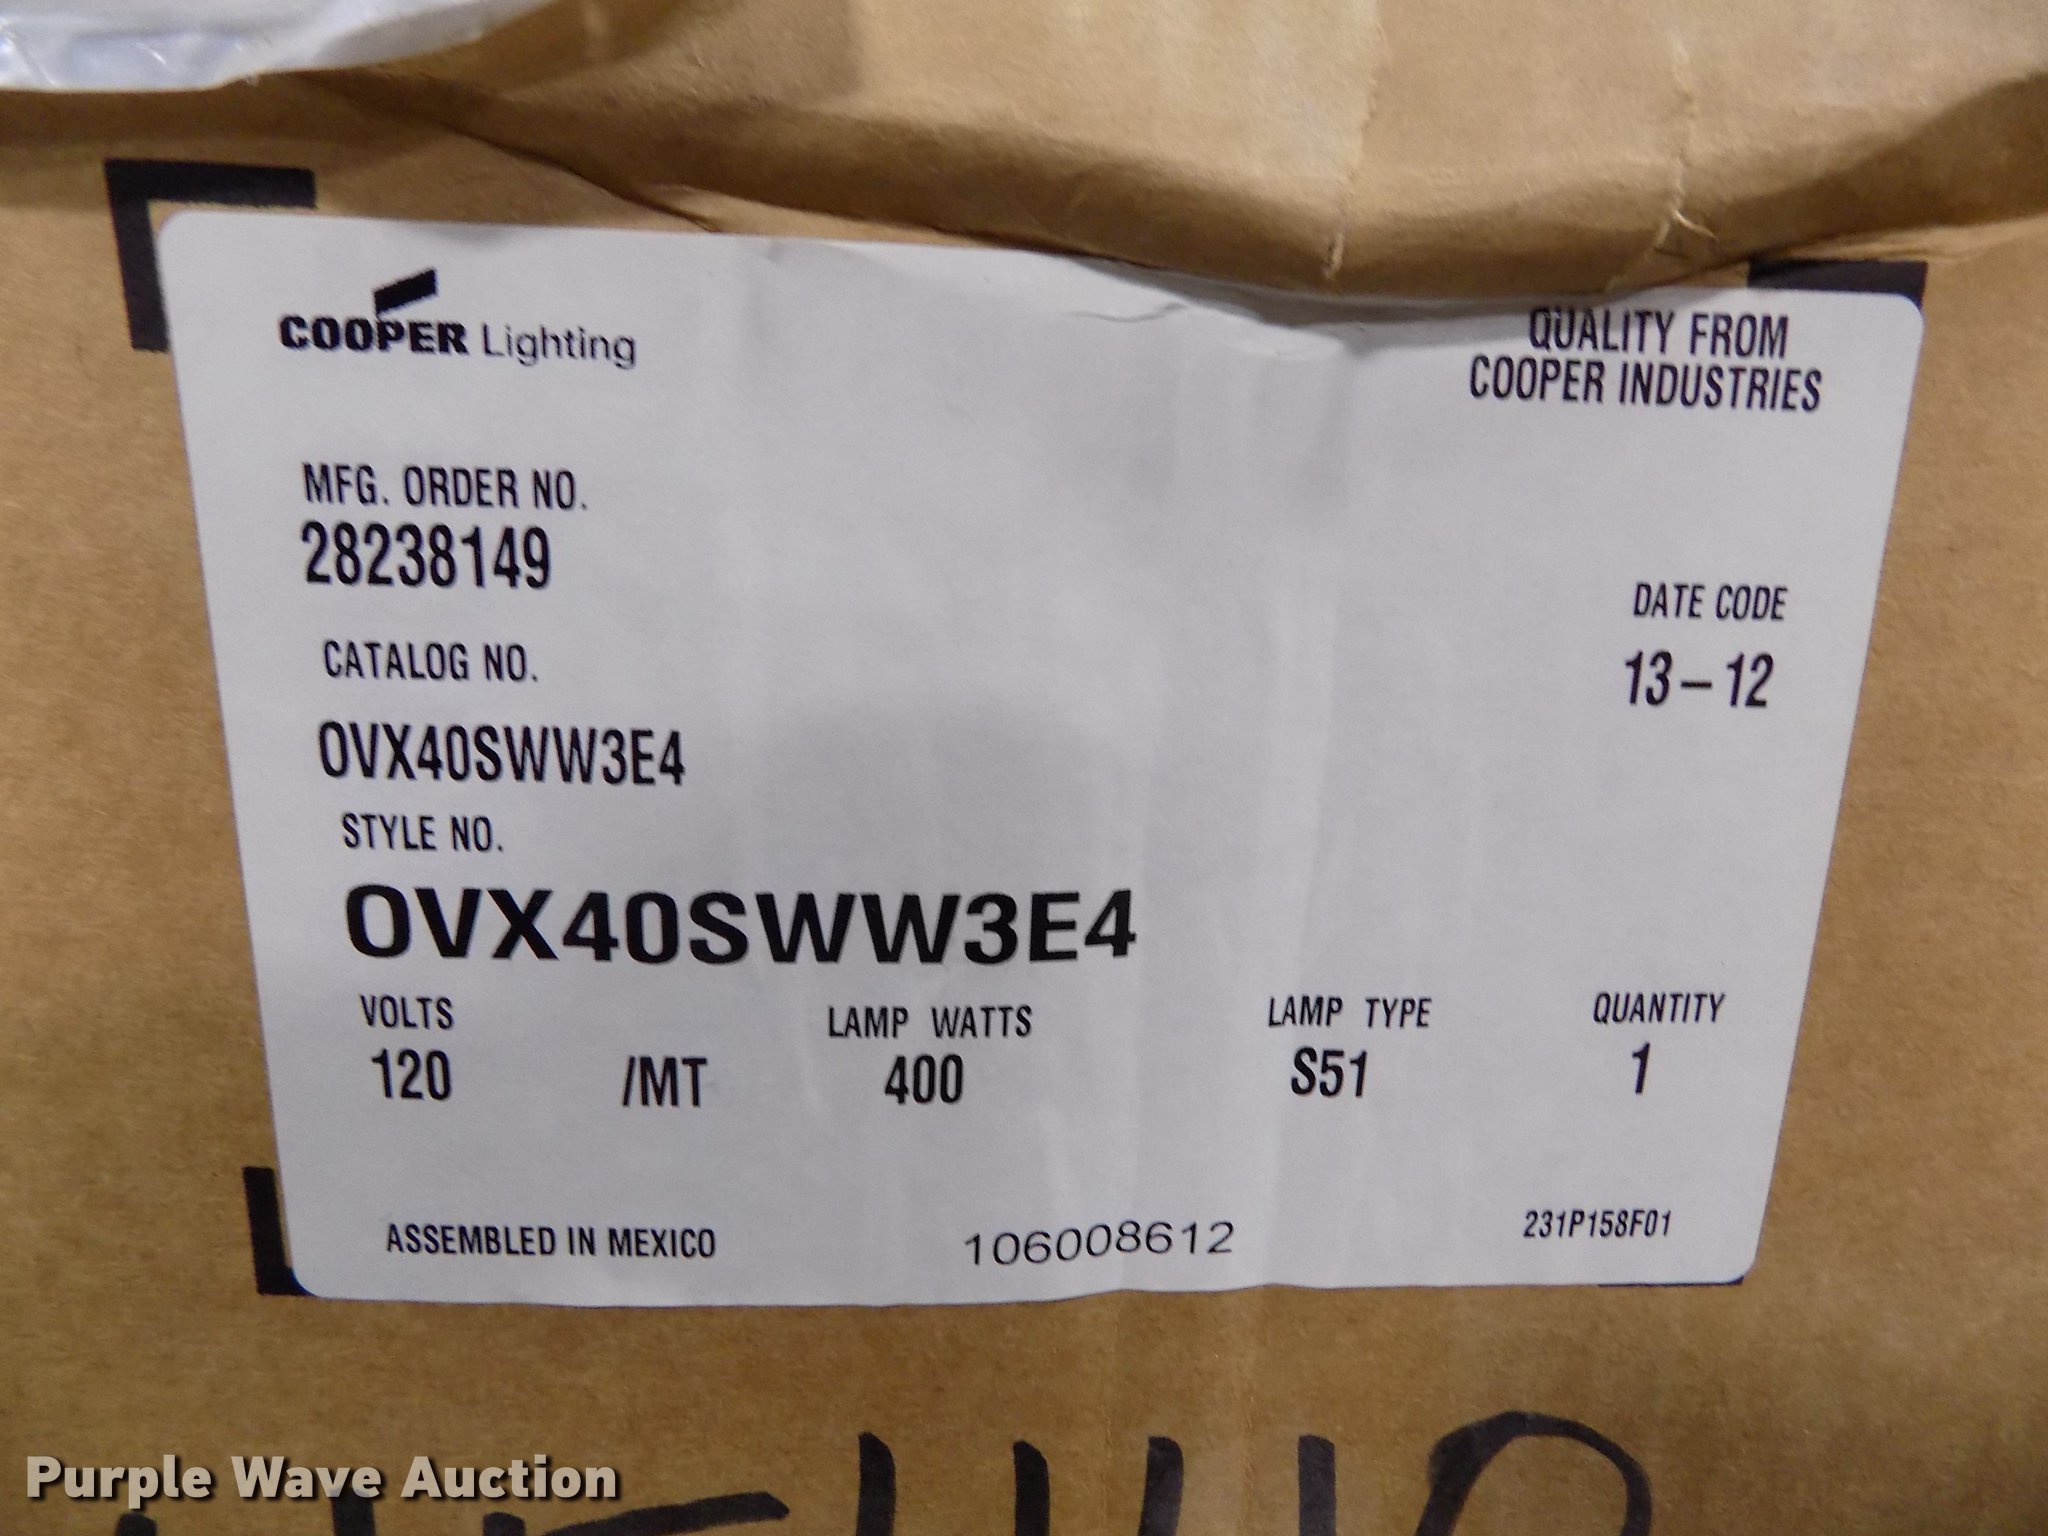 COOPER Lighting
QUALITY FROM
COOPER INDUSTRIES
MFG. ORDER NO.
28238149
DATE CODE
13-12
CATALOG NO.
OVX40SWW3E4
STYLE NO.
OVX40SWW3E4
VOLTS LAMP WATTS LAMP TYPE QUANTITY
120 /MT 400 S51 1
ASSEMBLED IN MEXICO 106008612 231P158F01
Purple Wave Auction